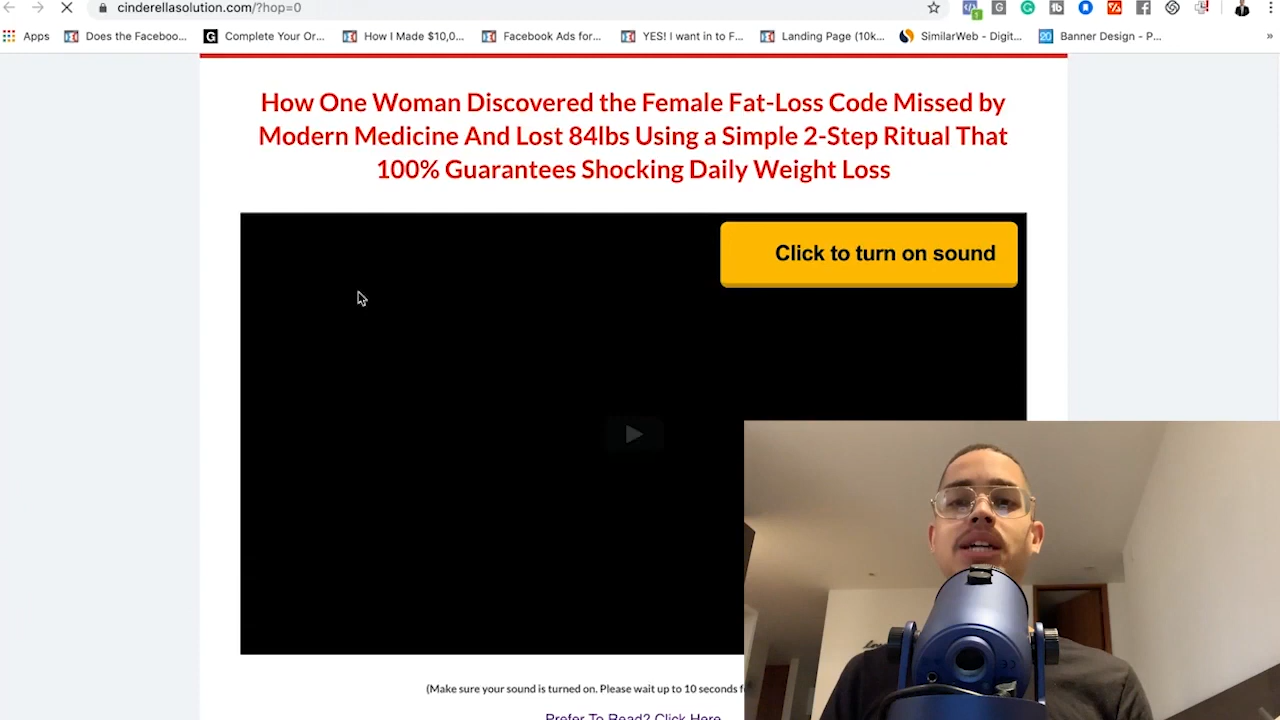 cinderellasolution.com/?hop=0
Apps Does the Faceboo... Complete Your Or... How I Made $10,0... Facebook Ads for... YES! I want in to F... Landing Page (10k... SimilarWeb - Digit... Banner Design - P... »
How One Woman Discovered the Female Fat-Loss Code Missed by
Modern Medicine And Lost 84lbs Using a Simple 2-Step Ritual That
100% Guarantees Shocking Daily Weight Loss
Click to turn on sound
(Make sure your sound is turned on. Please wait up to 10 seconds f
Prefer To Read? Click Here